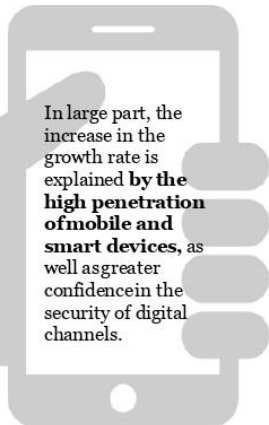 In large part, the
increase in the
growth rate is
explained by the
high penetration
ofmobile and
smart devices, as
well asgreater
confidencein the
security of digital
channels.